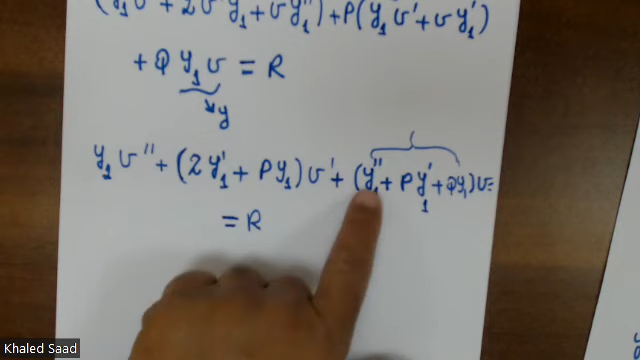 (y₁υ" + 2υ'y₁' + υy₁") + P(y₁υ' + υy₁')
+ Q y₁υ = R
y
y₁υ" + (2y₁' + Py₁)υ' + (y₁" + Py₁' + Qy₁)υ=
= R
Khaled Saad